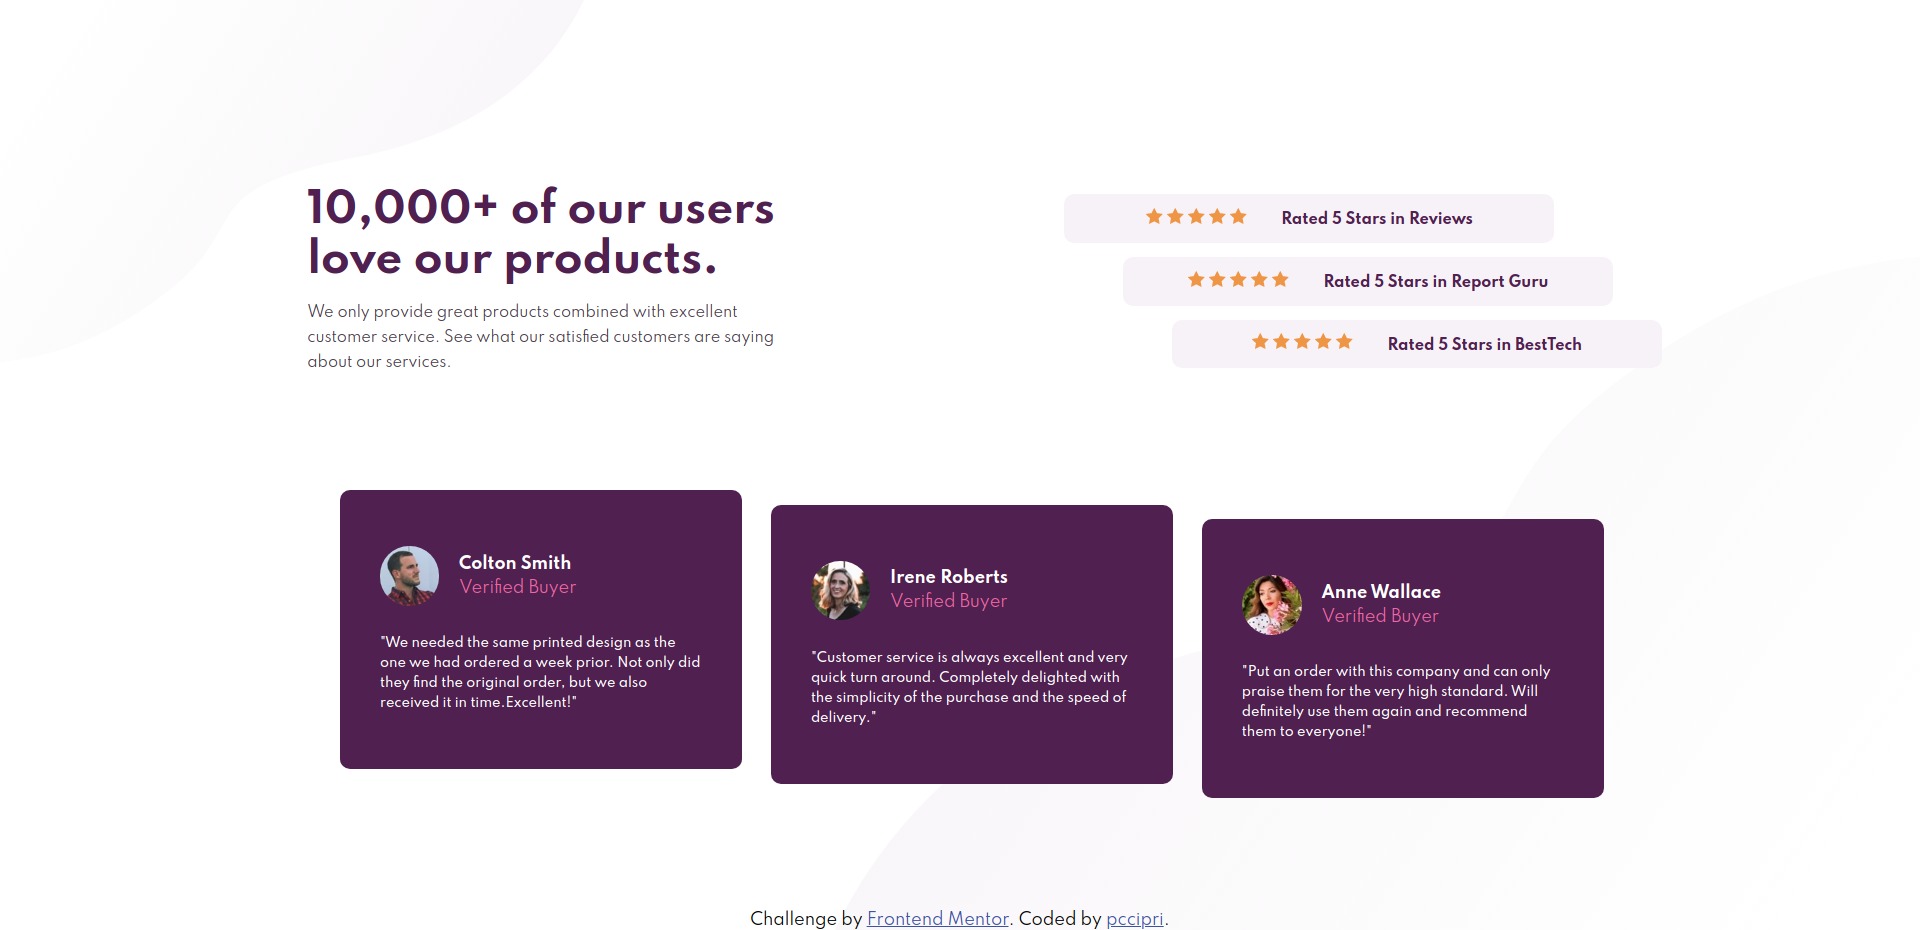 10,000+ of our users
love our products.
We only provide great products combined with excellent
customer service. See what our satisfied customers are saying
about our services.
Rated 5 Stars in Reviews
Rated 5 Stars in Report Guru
Rated 5 Stars in BestTech
Colton Smith
Verified Buyer
"We needed the same printed design as the
one we had ordered a week prior. Not only did
they find the original order, but we also
received it in time.Excellent!"
Irene Roberts
Verified Buyer
"Customer service is always excellent and very
quick turn around. Completely delighted with
the simplicity of the purchase and the speed of
delivery."
Anne Wallace
Verified Buyer
"Put an order with this company and can only
praise them for the very high standard. Will
definitely use them again and recommend
them to everyone!"
Challenge by Frontend Mentor. Coded by pccipri.